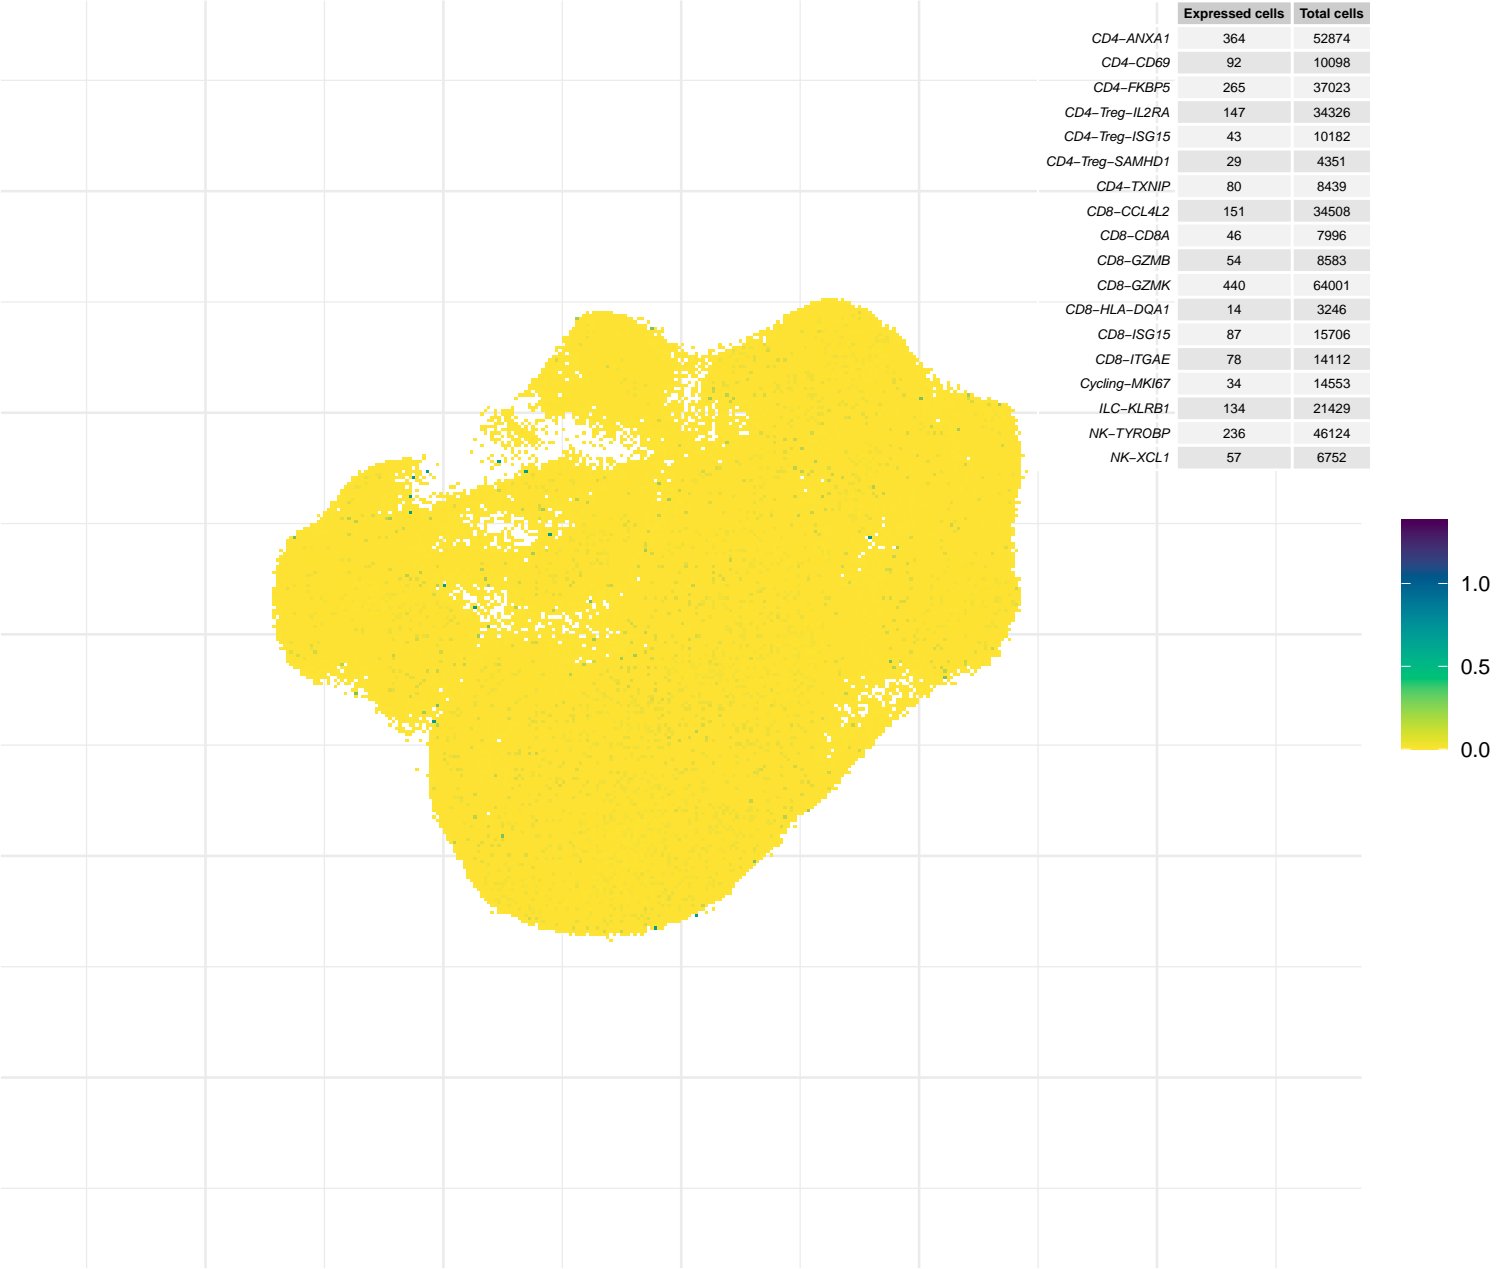 Expressed cells Total cells
CD4−ANXA1 364 52874
CD4−CD69 92 10098
CD4−FKBP5 265 37023
CD4−Treg−IL2RA 147 34326
CD4−Treg−ISG15 43 10182
CD4−Treg−SAMHD1 29 4351
CD4−TXNIP 80 8439
CD8−CCL4L2 151 34508
CD8−CD8A 46 7996
CD8−GZMB 54 8583
CD8−GZMK 440 64001
CD8−HLA−DQA1 14 3246
CD8−ISG15 87 15706
CD8−ITGAE 78 14112
Cycling−MKI67 34 14553
ILC−KLRB1 134 21429
NK−TYROBP 236 46124
NK−XCL1 57 6752
1.0
0.5
0.0